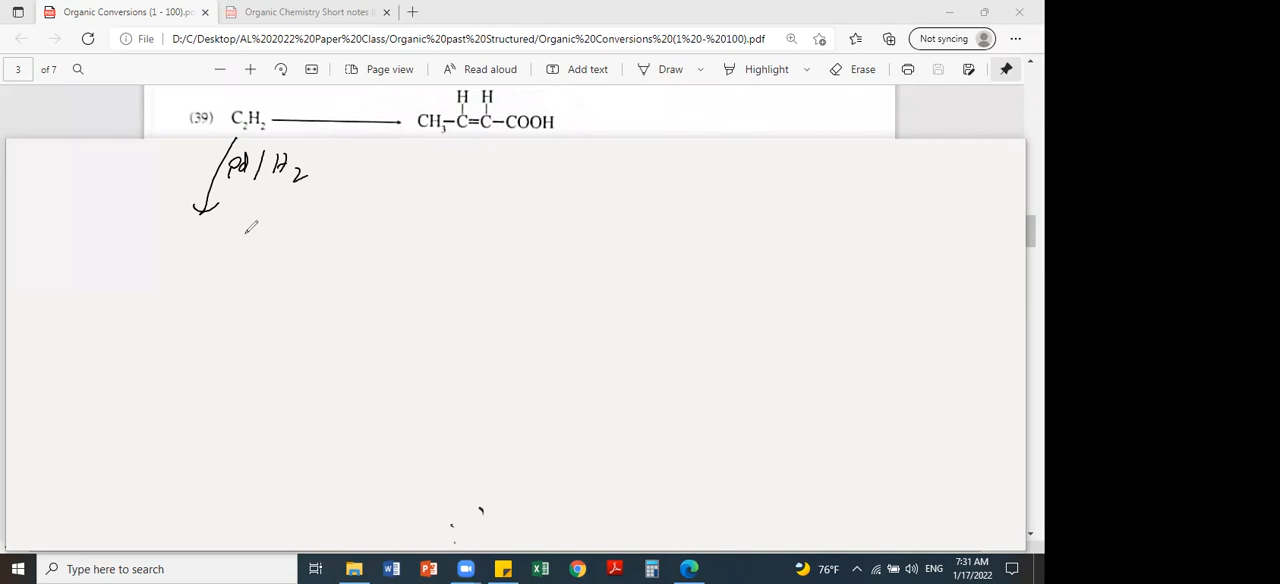 Organic Conversions (1 - 100).pd
Organic Chemistry Short notes (
File
D:/C/Desktop/AL%202022%20Paper%20Class/Organic%20past%20Structured/Organic%20Conversions%20(1%20-%20100).pdf
Not syncing
3 of 7
Page view
Read aloud
Add text
Draw
Highlight
Erase
H H
(39) C₂H₂ ⟶ CH₃–C=C–COOH
pd / H₂
Type here to search
76°F
ENG
7:31 AM
1/17/2022